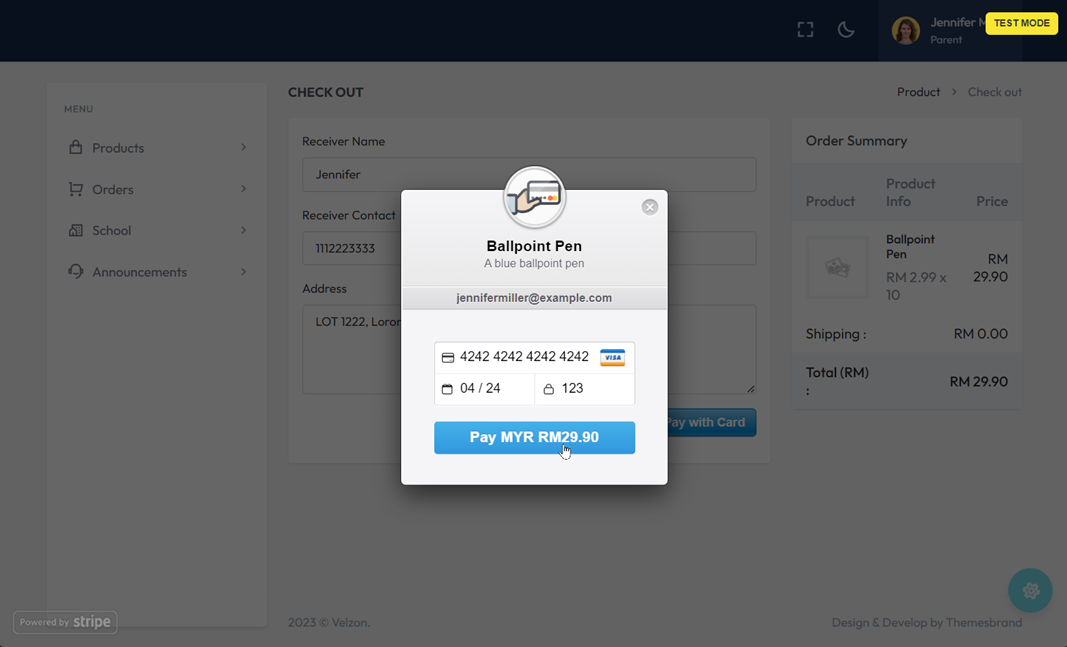 Jennifer M
TEST MODE
Parent
MENU
Products
Orders
School
Announcements
CHECK OUT
Product
Check out
Receiver Name
Jennifer
Receiver Contact
1112223333
Address
LOT 1222, Loron
Pay with Card
Ballpoint Pen
A blue ballpoint pen
jennifermiller@example.com
4242 4242 4242 4242
VISA
04 / 24
123
Pay MYR RM29.90
Order Summary
Product
Product
Info
Price
Ballpoint
Pen
RM 2.99 x
10
RM
29.90
Shipping :
RM 0.00
Total (RM)
:
RM 29.90
Powered by stripe
2023 © Velzon.
Design & Develop by Themesbrand